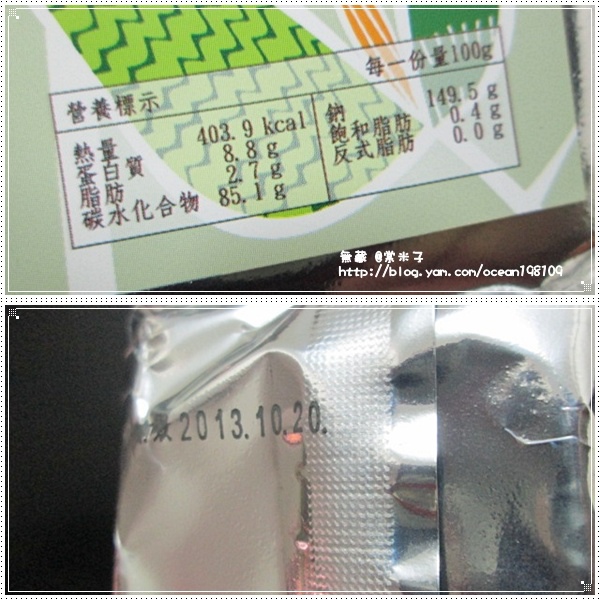 每一份量100g
營養標示
熱量 403.9 kcal
蛋白質 8.8 g
脂肪 2.7 g
碳水化合物 85.1 g
鈉 149.5 g
飽和脂肪 0.4 g
反式脂肪 0.0 g
無蘋 @棠米子
http://blog.yam.com/ocean198109
2013.10.20.